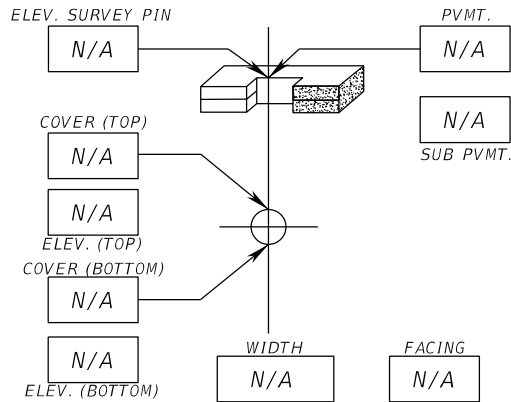 ELEV. SURVEY PIN
N/A
PVMT.
N/A
N/A
SUB PVMT.
COVER (TOP)
N/A
N/A
ELEV. (TOP)
COVER (BOTTOM)
N/A
N/A
ELEV. (BOTTOM)
WIDTH
N/A
FACING
N/A